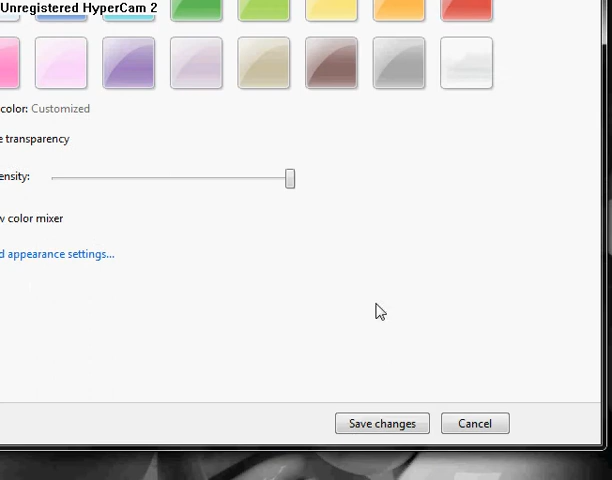 Unregistered HyperCam 2
color: Customized
e transparency
ensity:
w color mixer
d appearance settings...
Save changes
Cancel